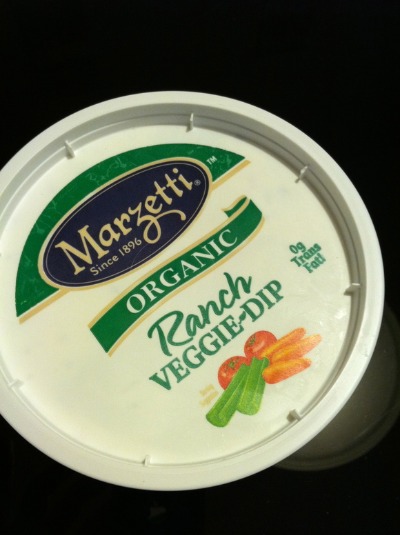 Marzetti®
™
Since 1896
ORGANIC
Ranch
VEGGIE-DIP
0g
Trans
Fat!